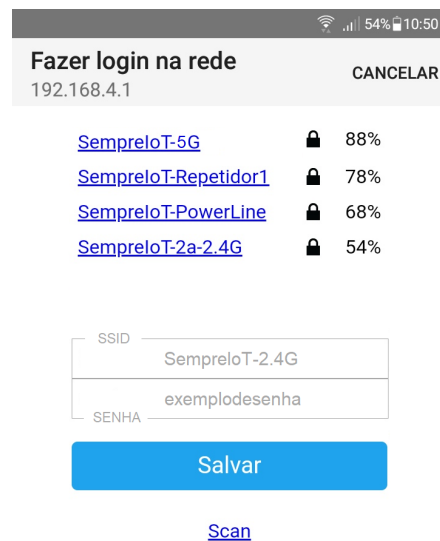 54% 10:50
Fazer login na rede
192.168.4.1
CANCELAR
SempreIoT-5G 88%
SempreIoT-Repetidor1 78%
SempreIoT-PowerLine 68%
SempreIoT-2a-2.4G 54%
SSID
SempreIoT-2.4G
exemplodesenha
SENHA
Salvar
Scan